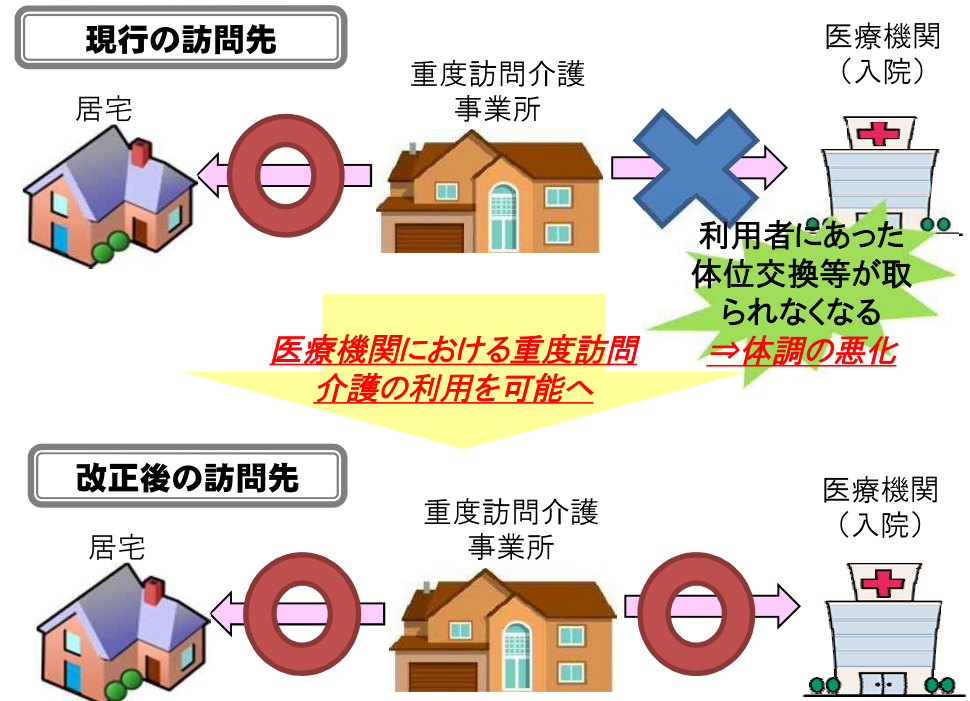 現行の訪問先
医療機関
（入院）
重度訪問介護
事業所
居宅
利用者にあった
体位交換等が取
られなくなる
⇒体調の悪化
医療機関における重度訪問
介護の利用を可能へ
改正後の訪問先
医療機関
（入院）
重度訪問介護
事業所
居宅